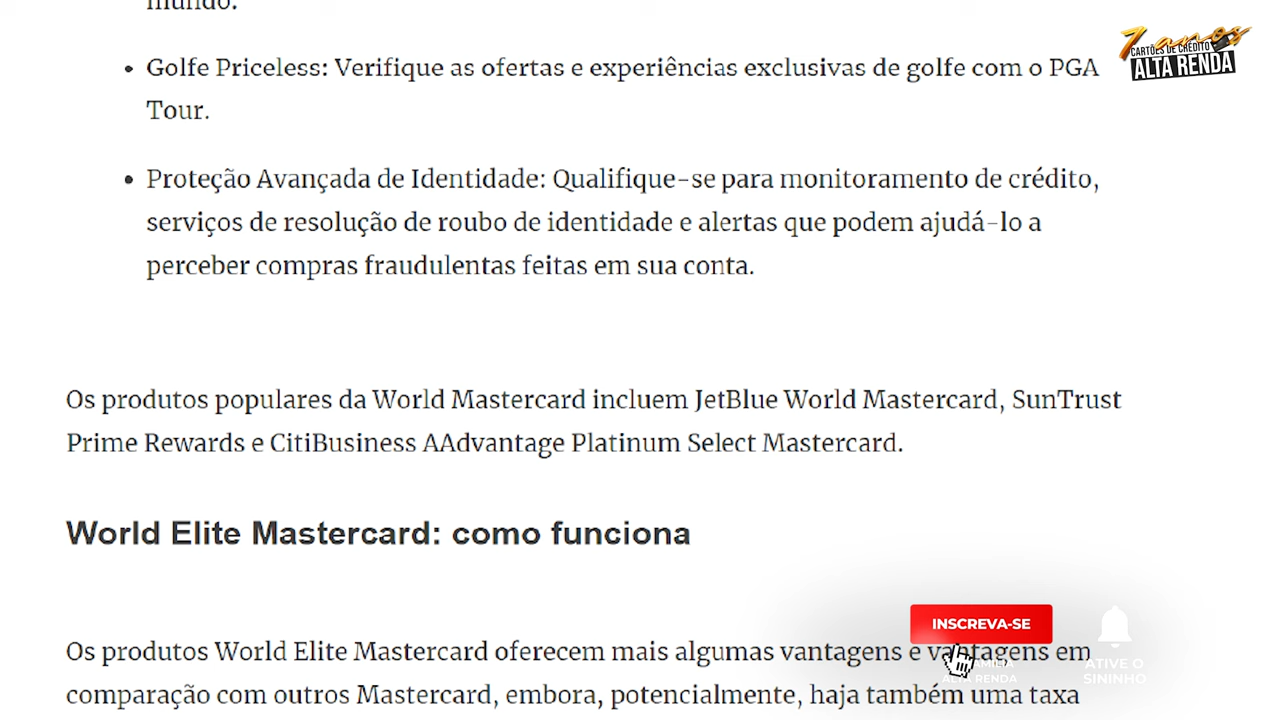 mundo.
7 anos
CARTÕES DE CRÉDITO
ALTA RENDA
• Golfe Priceless: Verifique as ofertas e experiências exclusivas de golfe com o PGA
Tour.
• Proteção Avançada de Identidade: Qualifique-se para monitoramento de crédito,
serviços de resolução de roubo de identidade e alertas que podem ajudá-lo a
perceber compras fraudulentas feitas em sua conta.
Os produtos populares da World Mastercard incluem JetBlue World Mastercard, SunTrust
Prime Rewards e CitiBusiness AAdvantage Platinum Select Mastercard.
World Elite Mastercard: como funciona
INSCREVA-SE
Os produtos World Elite Mastercard oferecem mais algumas vantagens e vantagens em
ALTA RENDA
ATIVE O
SININHO
comparação com outros Mastercard, embora, potencialmente, haja também uma taxa